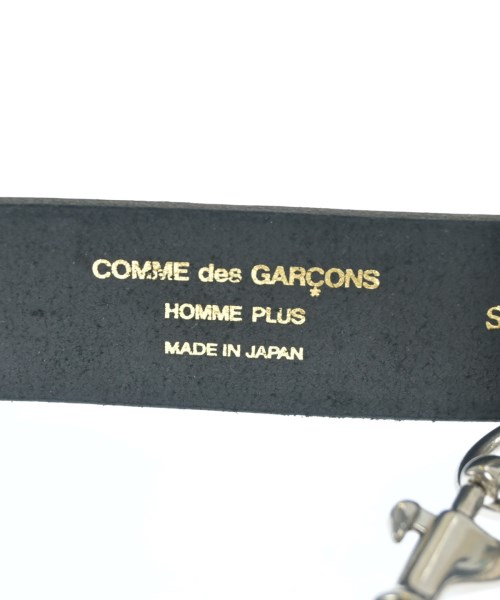 COMME des GARÇONS
HOMME PLUS
MADE IN JAPAN
S